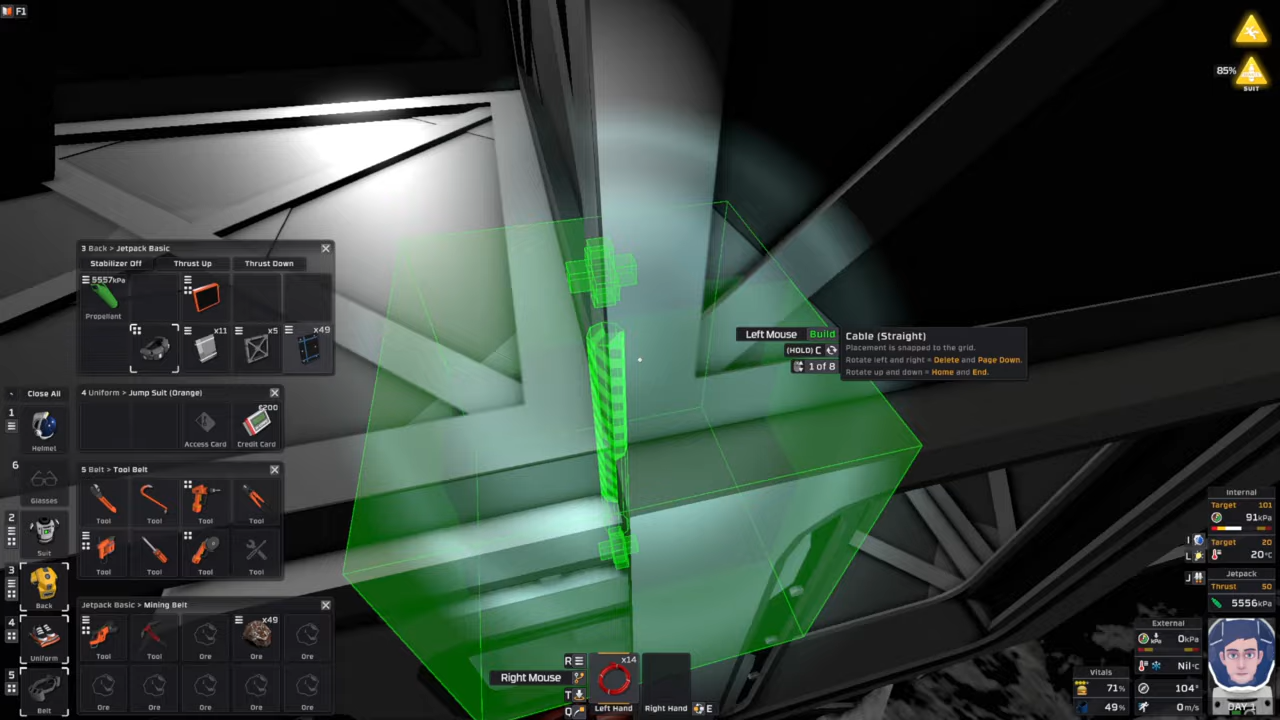 F1
85%
SUIT
3 Back > Jetpack Basic
Stabilizer Off Thrust Up Thrust Down
5557kPa
Propellant
x11 x5 x49
Left Mouse Build
(HOLD) C
1 of 8
Cable (Straight)
Placement is snapped to the grid.
Rotate left and right = Delete and Page Down.
Rotate up and down = Home and End.
Close All
4 Uniform > Jump Suit (Orange)
€200
Access Card Credit Card
1
Helmet
6
Glasses
2
Suit
3
Back
4
Uniform
5
Belt
5 Belt > Tool Belt
Tool Tool Tool Tool
Tool Tool Tool Tool
Jetpack Basic > Mining Belt
x49
Tool Tool Ore Ore Ore
Ore Ore Ore Ore Ore
R
Right Mouse
T
Q
x14
Left Hand Right Hand E
Internal
Target 101
91kPa
Target 20
20°C
I
L
J
Jetpack
Thrust 50
5556kPa
External
0kPa
Nil°C
104°
0m/s
Vitals
71%
49%
DAY 1